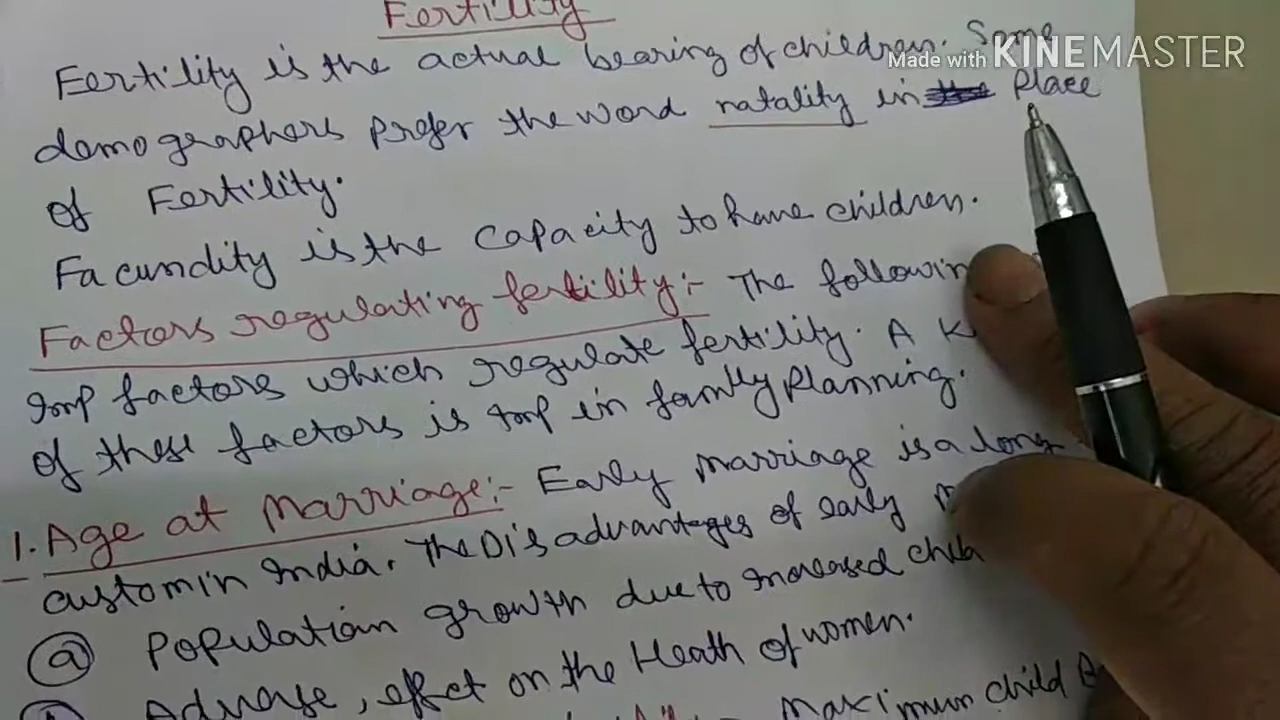 Fertility
Made with KINEMASTER
Fertility is the actual bearing of children. Some
demographers prefer the word natality in place
of Fertility.
Facundity is the capacity to have children.
Factors regulating fertility:- The following
Imp factors which regulate fertility. A
of these factors is Imp in family planning.
1. Age at Marriage:- Early marriage is a long
custom in India. The Disadvantages of early
(a) Population growth due to Increased
Adverse, effect on the Heath of women.
Maximum child